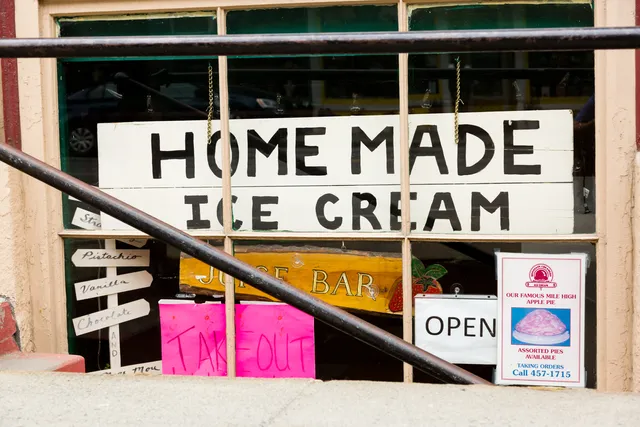 HOME MADE
ICE CREAM
Pistachio
Vanilla
Chocolate
AND
JUICE BAR
TAKE OUT
OPEN
OUR FAMOUS MILE HIGH
APPLE PIE
ASSORTED PIES
AVAILABLE
TAKING ORDERS
Call 457-1715